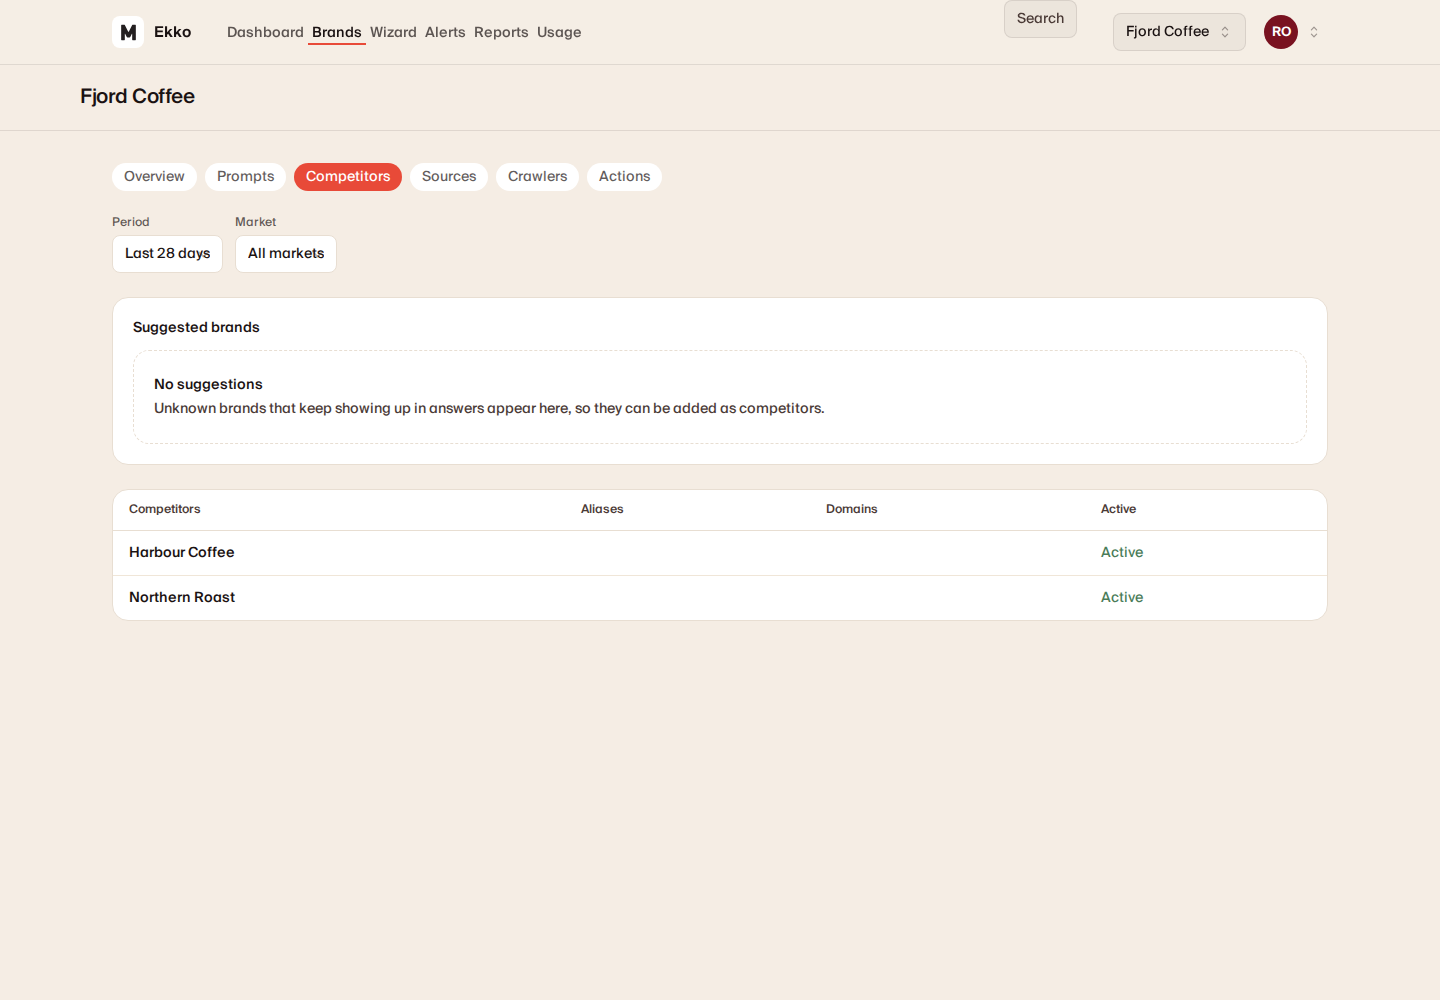 M Ekko Dashboard Brands Wizard Alerts Reports Usage Search Fjord Coffee RO
Fjord Coffee
Overview Prompts Competitors Sources Crawlers Actions
Period Market
Last 28 days All markets
Suggested brands
No suggestions
Unknown brands that keep showing up in answers appear here, so they can be added as competitors.
Competitors Aliases Domains Active
Harbour Coffee Active
Northern Roast Active